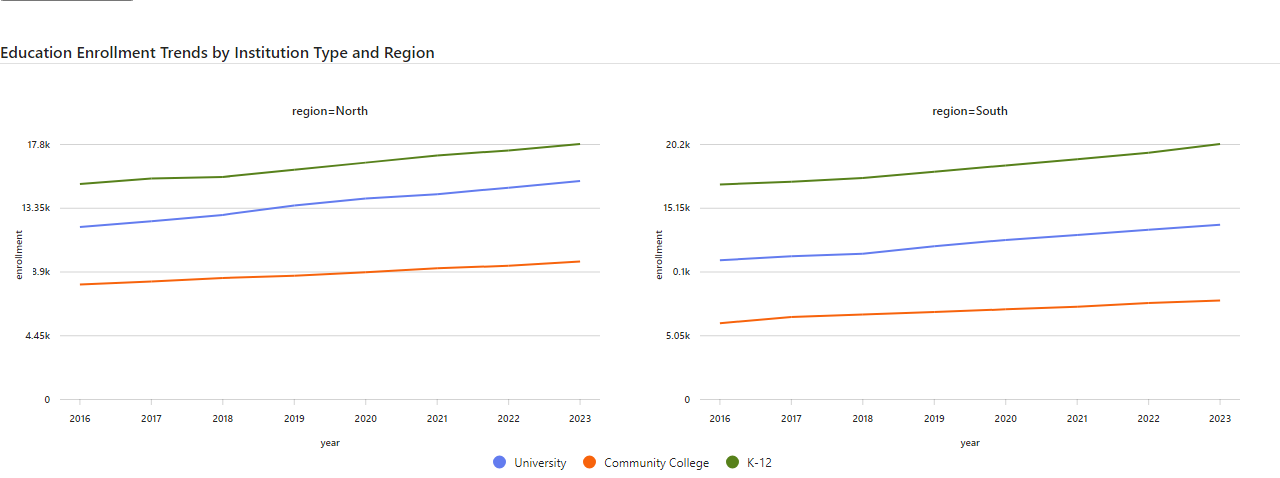 Education Enrollment Trends by Institution Type and Region
region=North
17.8k
13.35k
8.9k
4.45k
0
enrollment
2016 2017 2018 2019 2020 2021 2022 2023
year
region=South
20.2k
15.15k
0.1k
5.05k
0
enrollment
2016 2017 2018 2019 2020 2021 2022 2023
year
University Community College K-12